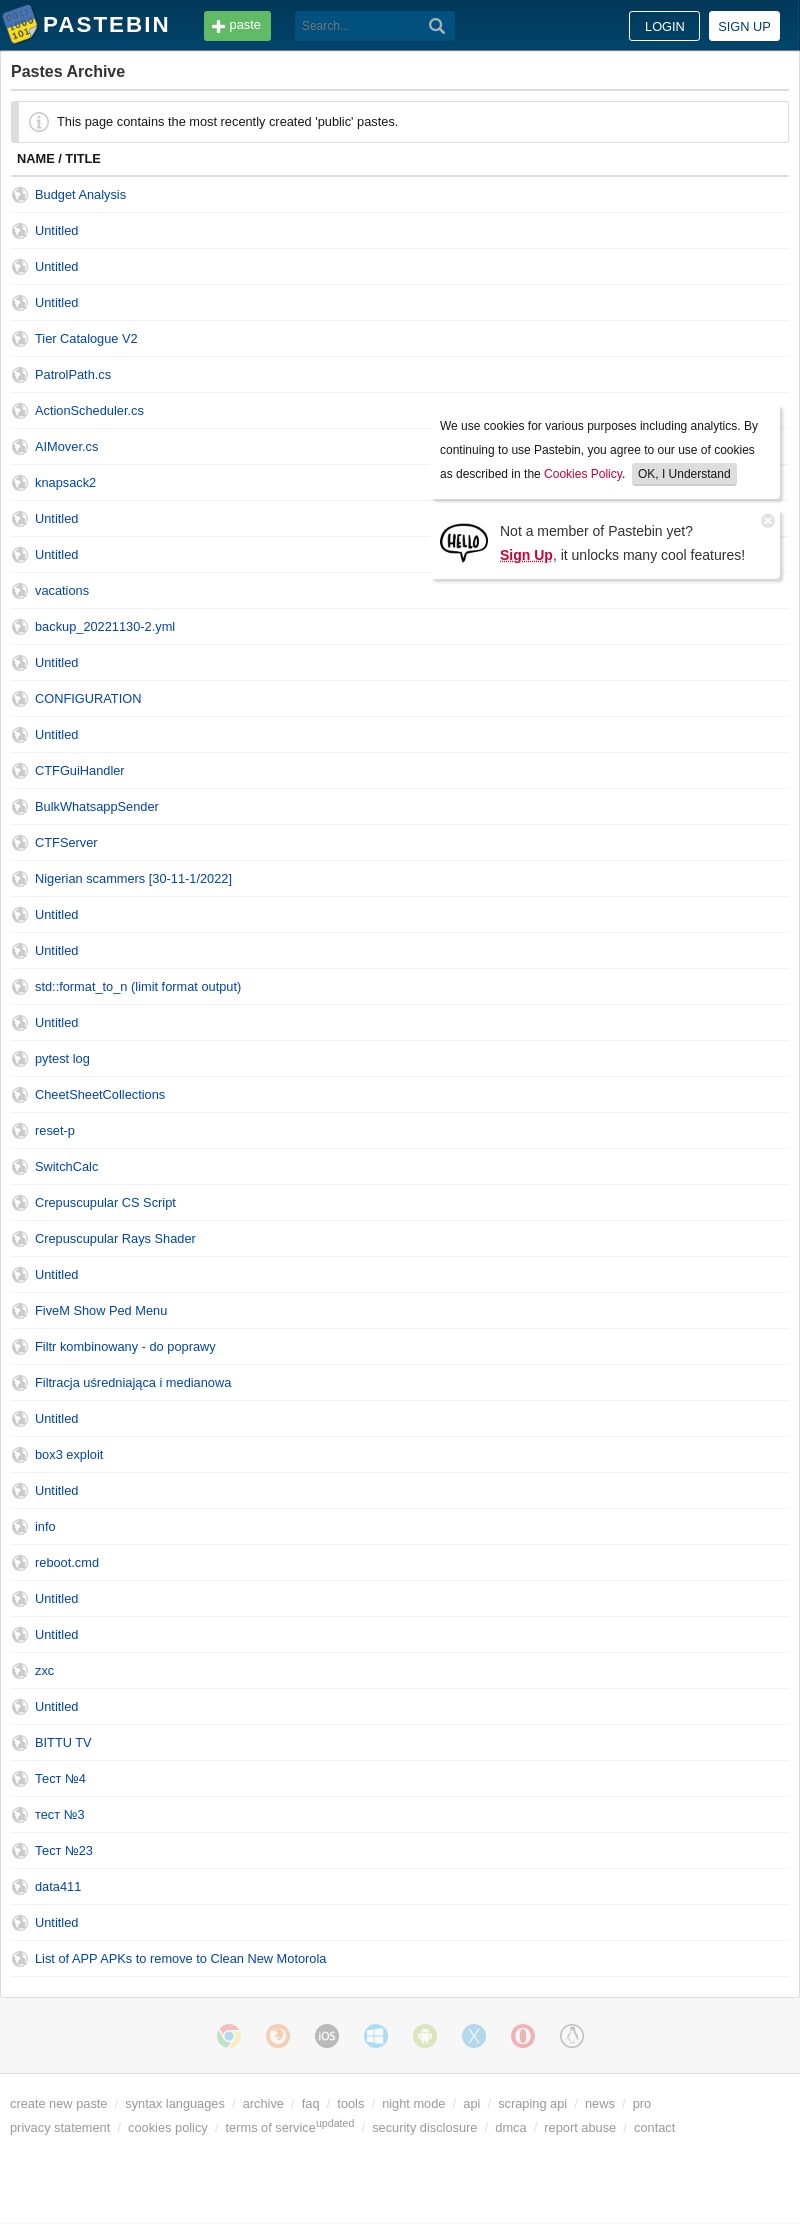 PASTEBIN
paste
Search...
LOGIN
SIGN UP
Pastes Archive
This page contains the most recently created 'public' pastes.
NAME / TITLE
Budget Analysis
Untitled
Untitled
Untitled
Tier Catalogue V2
PatrolPath.cs
ActionScheduler.cs
AIMover.cs
knapsack2
Untitled
Untitled
We use cookies for various purposes including analytics. By
continuing to use Pastebin, you agree to our use of cookies
as described in the Cookies Policy. OK, I Understand
HELLO
Not a member of Pastebin yet?
Sign Up, it unlocks many cool features!
vacations
backup_20221130-2.yml
Untitled
CONFIGURATION
Untitled
CTFGuiHandler
BulkWhatsappSender
CTFServer
Nigerian scammers [30-11-1/2022]
Untitled
Untitled
std::format_to_n (limit format output)
Untitled
pytest log
CheetSheetCollections
reset-p
SwitchCalc
Crepuscupular CS Script
Crepuscupular Rays Shader
Untitled
FiveM Show Ped Menu
Filtr kombinowany - do poprawy
Filtracja uśredniająca i medianowa
Untitled
box3 exploit
Untitled
info
reboot.cmd
Untitled
Untitled
zxc
Untitled
BITTU TV
Тест №4
тест №3
Тест №23
data411
Untitled
List of APP APKs to remove to Clean New Motorola
iOS
create new paste / syntax languages / archive / faq / tools / night mode / api / scraping api / news / pro
privacy statement / cookies policy / terms of service updated / security disclosure / dmca / report abuse / contact